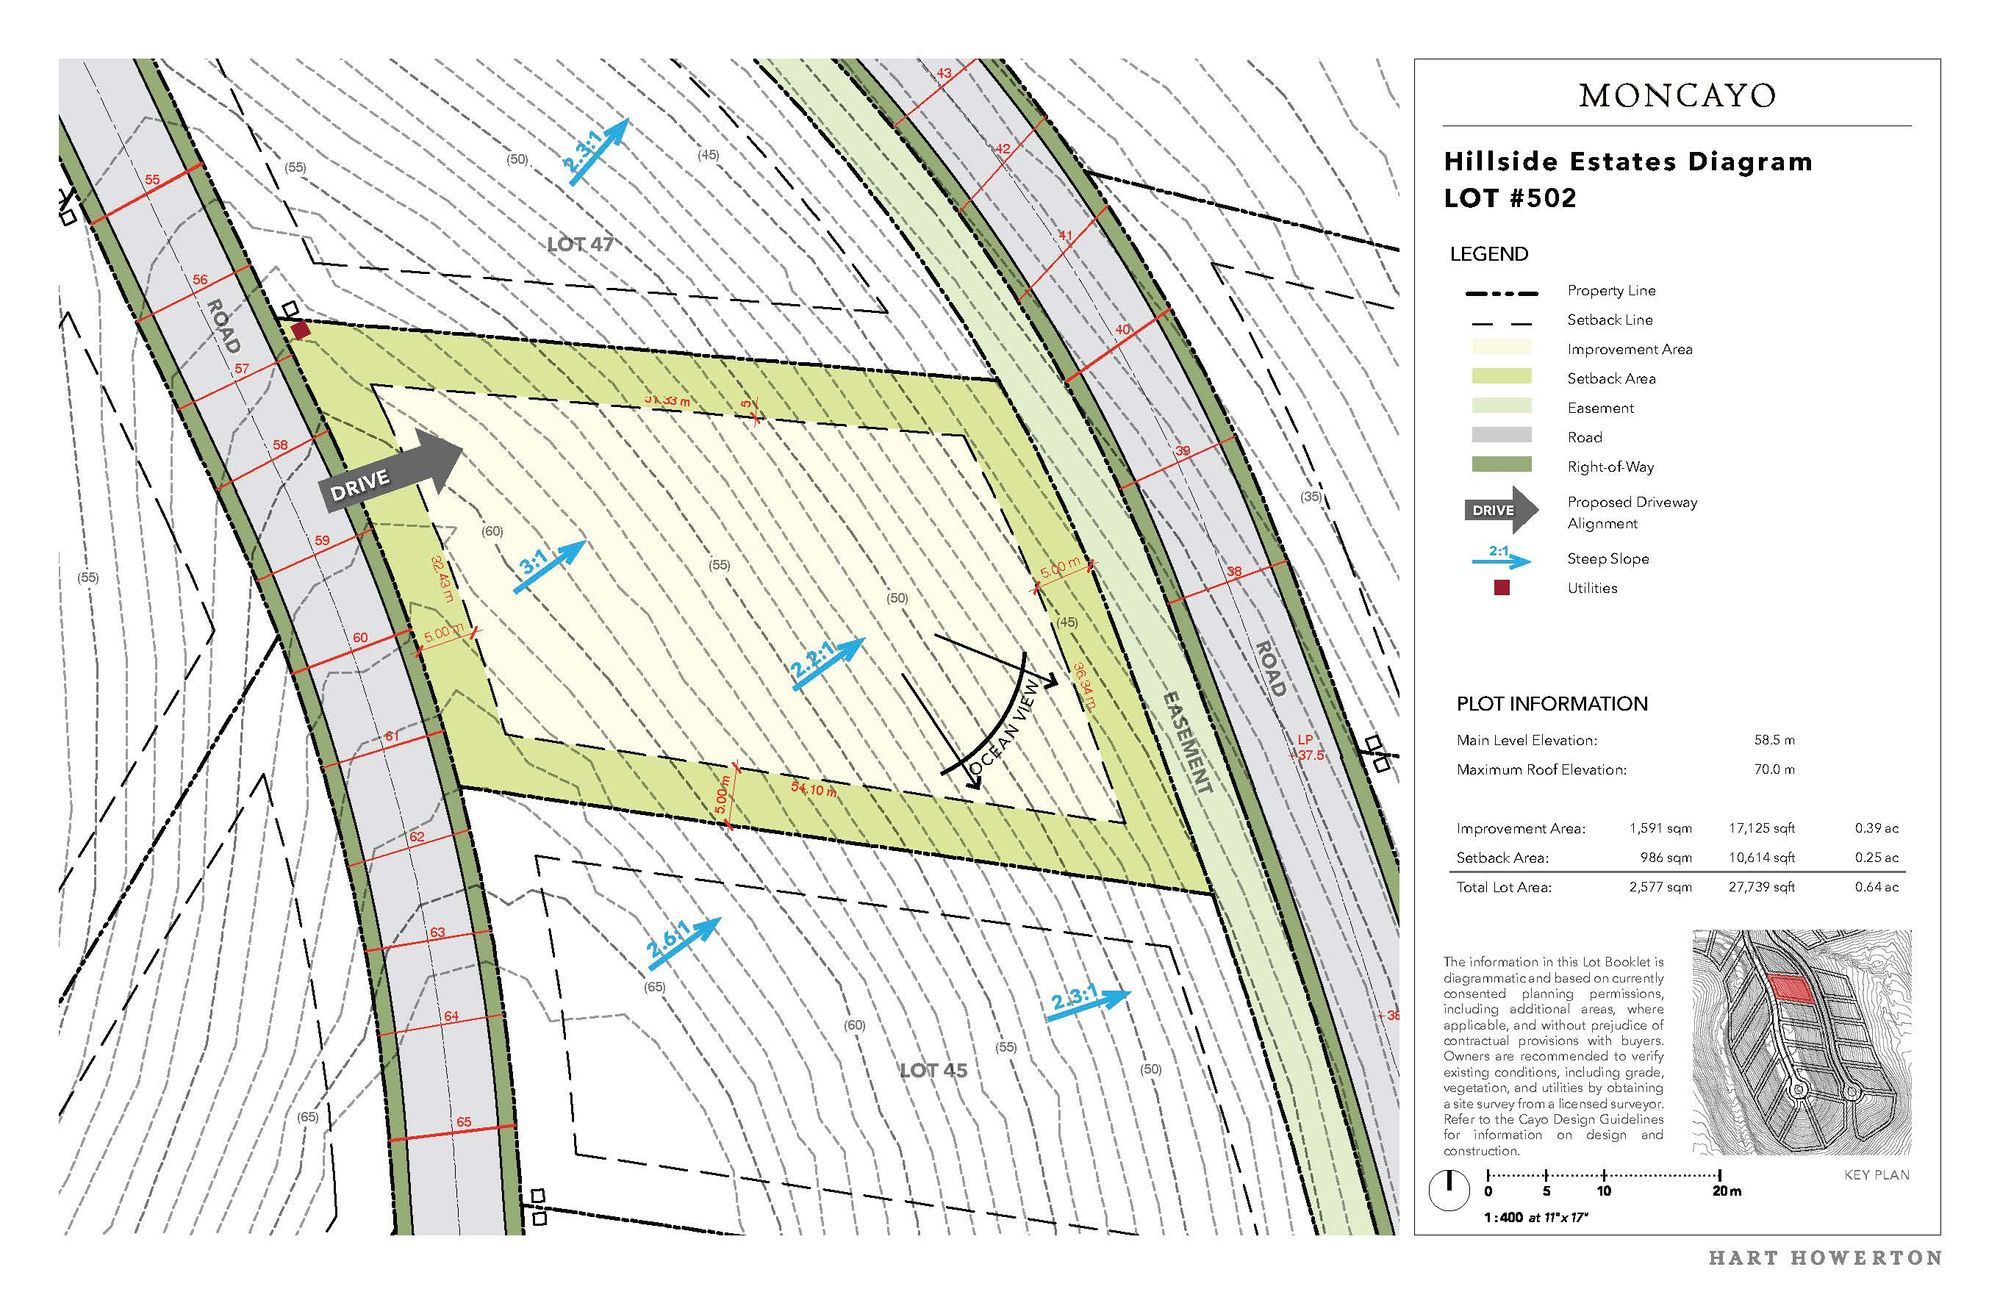 MONCAYO
Hillside Estates Diagram
LOT #502
LEGEND
Property Line
Setback Line
Improvement Area
Setback Area
Easement
Road
Right-of-Way
DRIVE
Proposed Driveway
Alignment
2:1
Steep Slope
Utilities
PLOT INFORMATION
Main Level Elevation: 58.5 m
Maximum Roof Elevation: 70.0 m
Improvement Area: 1,591 sqm 17,125 sqft 0.39 ac
Setback Area: 986 sqm 10,614 sqft 0.25 ac
Total Lot Area: 2,577 sqm 27,739 sqft 0.64 ac
The information in this Lot Booklet is
diagrammatic and based on currently
consented planning permissions,
including additional areas, where
applicable, and without prejudice of
contractual provisions with buyers.
Owners are recommended to verify
existing conditions, including grade,
vegetation, and utilities by obtaining
a site survey from a licensed surveyor.
Refer to the Cayo Design Guidelines
for information on design and
construction.
KEY PLAN
0 5 10 20m
1:400 at 11"x 17"
HART HOWERTON
43
42
41
40
39
38
LP
+37.5
+38
ROAD
EASEMENT
55
56
ROAD
57
58
59
60
61
62
63
64
65
(55)
(50)
(45)
2.3:1
LOT 47
(35)
DRIVE
5
(60)
3:1
(55)
(50)
(45)
5.00 m
32.43 m
5.00 m
2.2:1
36.34 m
OCEAN VIEW
5.00 m
54.10 m
(55)
2.6:1
(65)
2.3:1
(60)
(55)
(50)
LOT 45
(65)